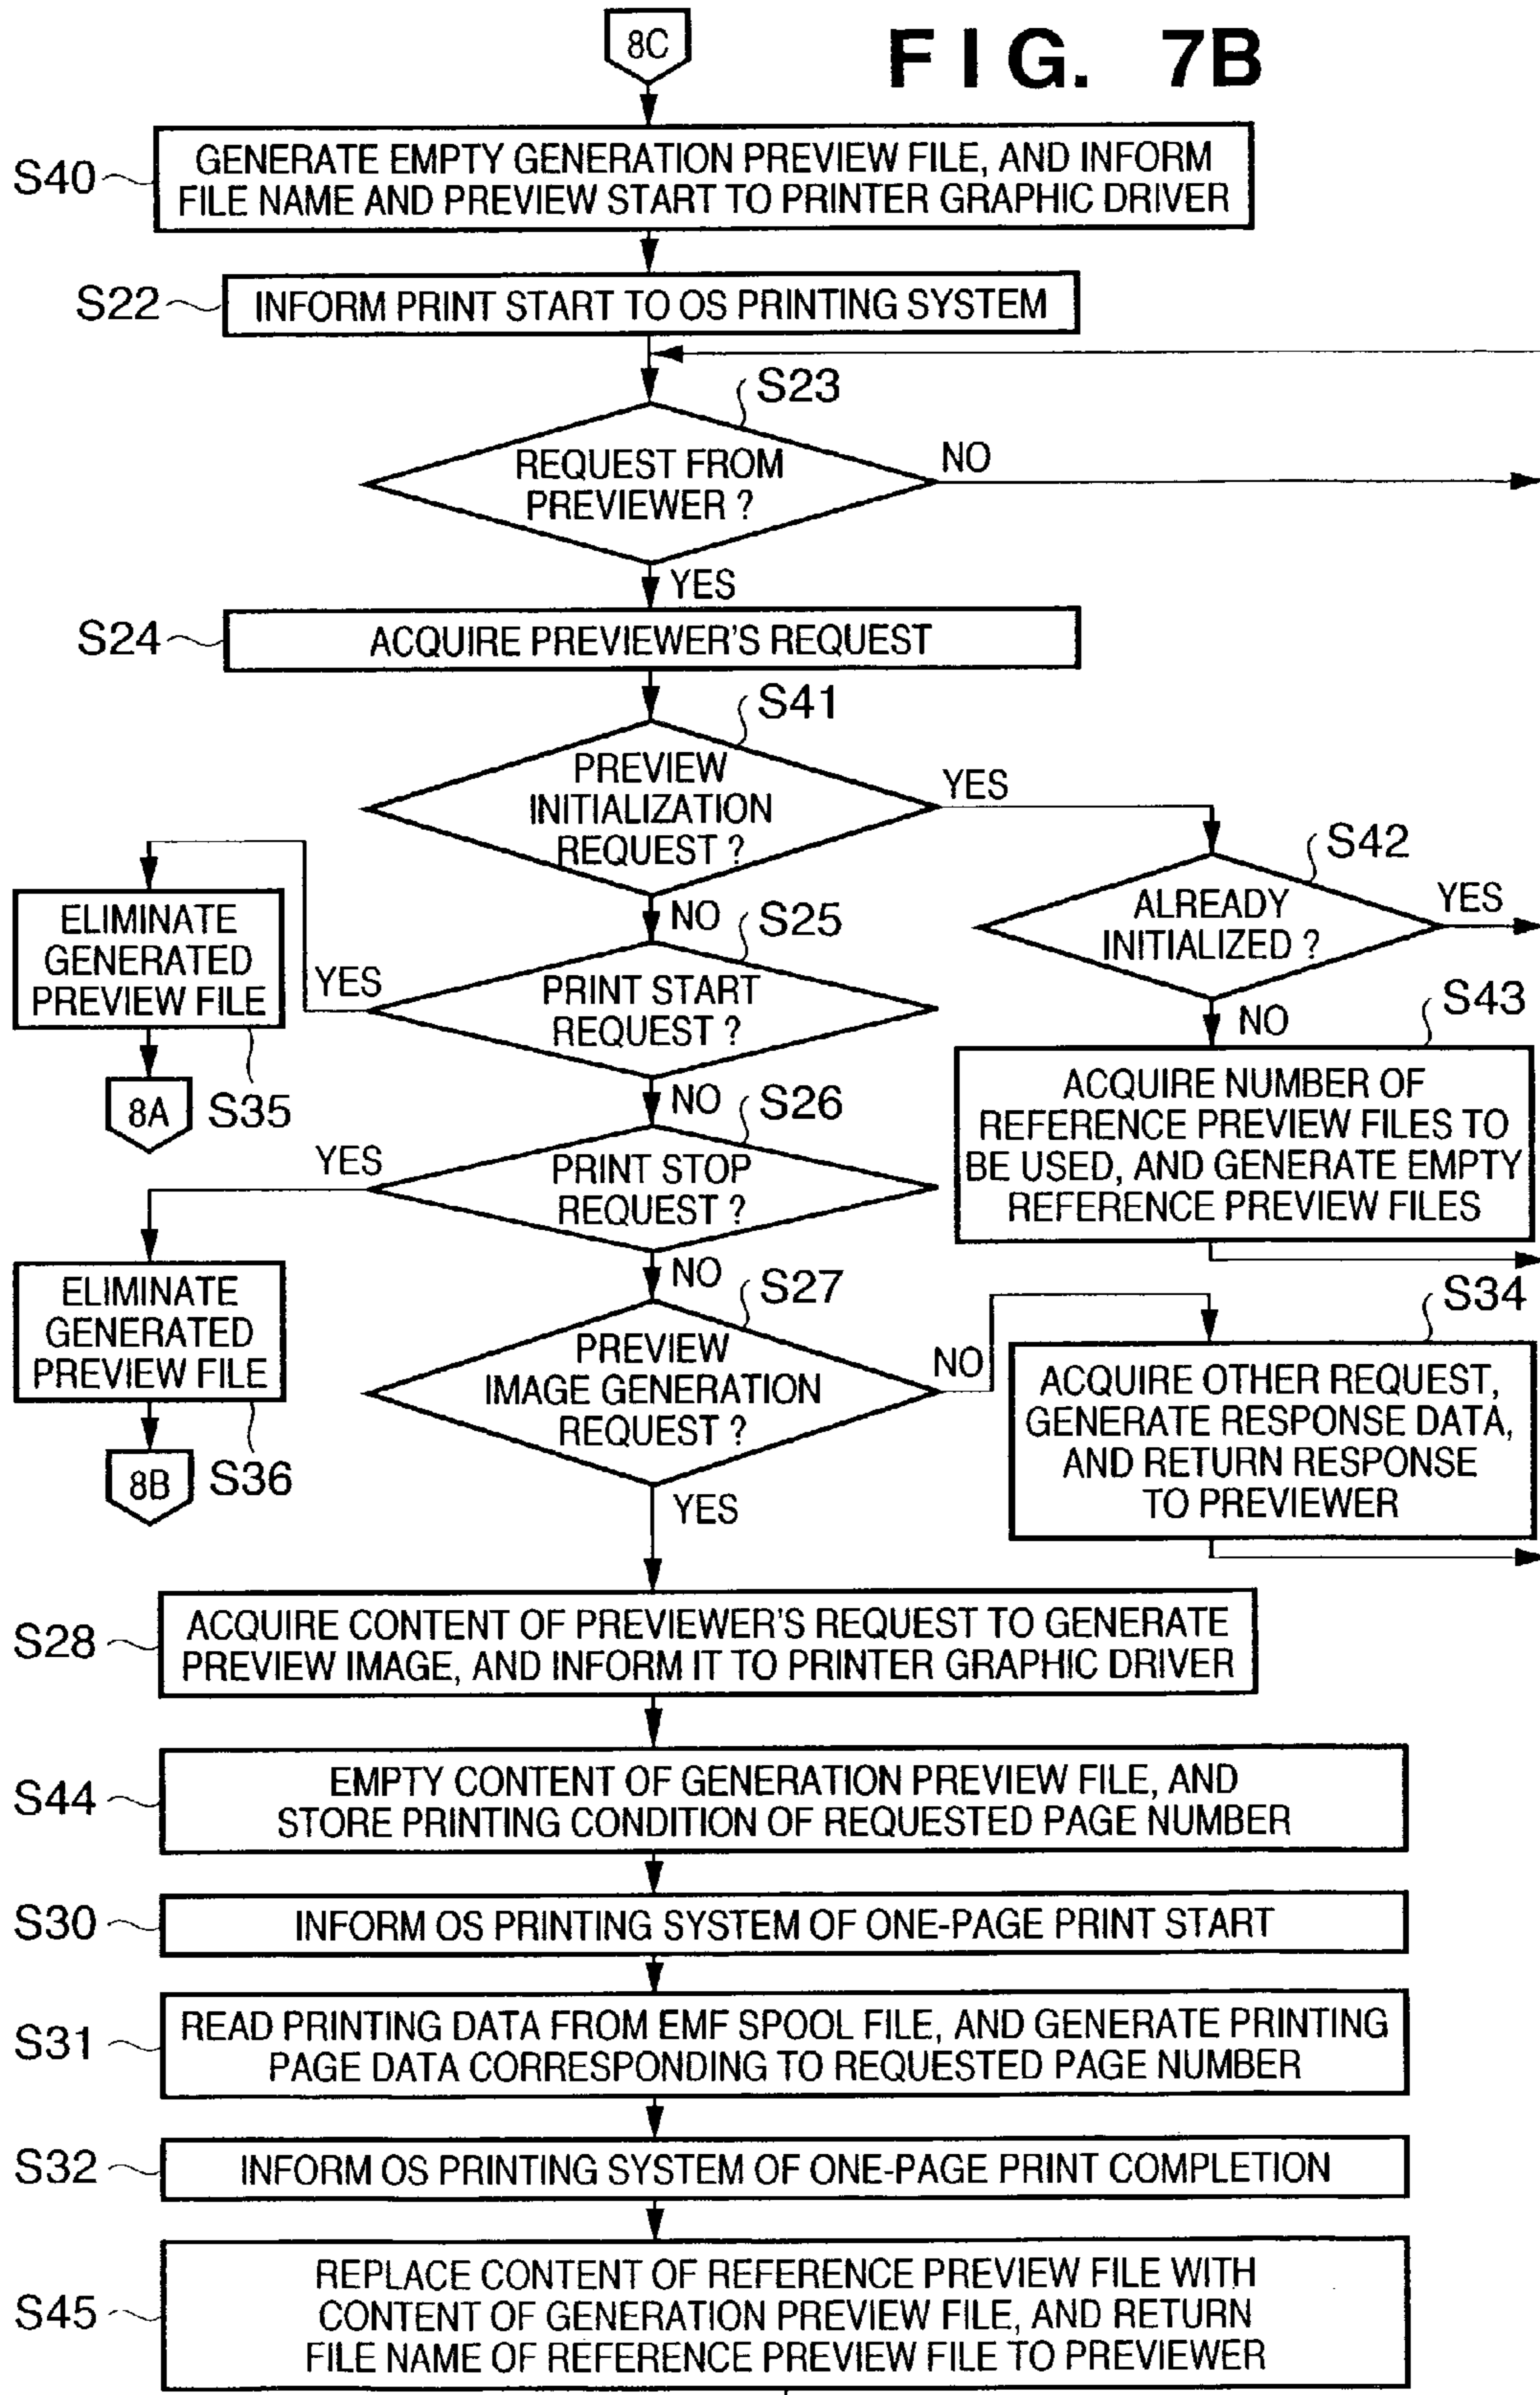 8C
FIG. 7B
S40
GENERATE EMPTY GENERATION PREVIEW FILE, AND INFORM
FILE NAME AND PREVIEW START TO PRINTER GRAPHIC DRIVER
S22
INFORM PRINT START TO OS PRINTING SYSTEM
S23
REQUEST FROM
PREVIEWER ?
NO
YES
S24
ACQUIRE PREVIEWER'S REQUEST
S41
PREVIEW
INITIALIZATION
REQUEST ?
YES
NO
S42
ALREADY
INITIALIZED ?
YES
NO
S43
ACQUIRE NUMBER OF
REFERENCE PREVIEW FILES TO
BE USED, AND GENERATE EMPTY
REFERENCE PREVIEW FILES
S25
PRINT START
REQUEST ?
YES
NO
ELIMINATE
GENERATED
PREVIEW FILE
S35
8A
S26
PRINT STOP
REQUEST ?
YES
NO
ELIMINATE
GENERATED
PREVIEW FILE
S36
8B
S27
PREVIEW
IMAGE GENERATION
REQUEST ?
NO
YES
S34
ACQUIRE OTHER REQUEST,
GENERATE RESPONSE DATA,
AND RETURN RESPONSE
TO PREVIEWER
S28
ACQUIRE CONTENT OF PREVIEWER'S REQUEST TO GENERATE
PREVIEW IMAGE, AND INFORM IT TO PRINTER GRAPHIC DRIVER
S44
EMPTY CONTENT OF GENERATION PREVIEW FILE, AND
STORE PRINTING CONDITION OF REQUESTED PAGE NUMBER
S30
INFORM OS PRINTING SYSTEM OF ONE-PAGE PRINT START
S31
READ PRINTING DATA FROM EMF SPOOL FILE, AND GENERATE PRINTING
PAGE DATA CORRESPONDING TO REQUESTED PAGE NUMBER
S32
INFORM OS PRINTING SYSTEM OF ONE-PAGE PRINT COMPLETION
S45
REPLACE CONTENT OF REFERENCE PREVIEW FILE WITH
CONTENT OF GENERATION PREVIEW FILE, AND RETURN
FILE NAME OF REFERENCE PREVIEW FILE TO PREVIEWER